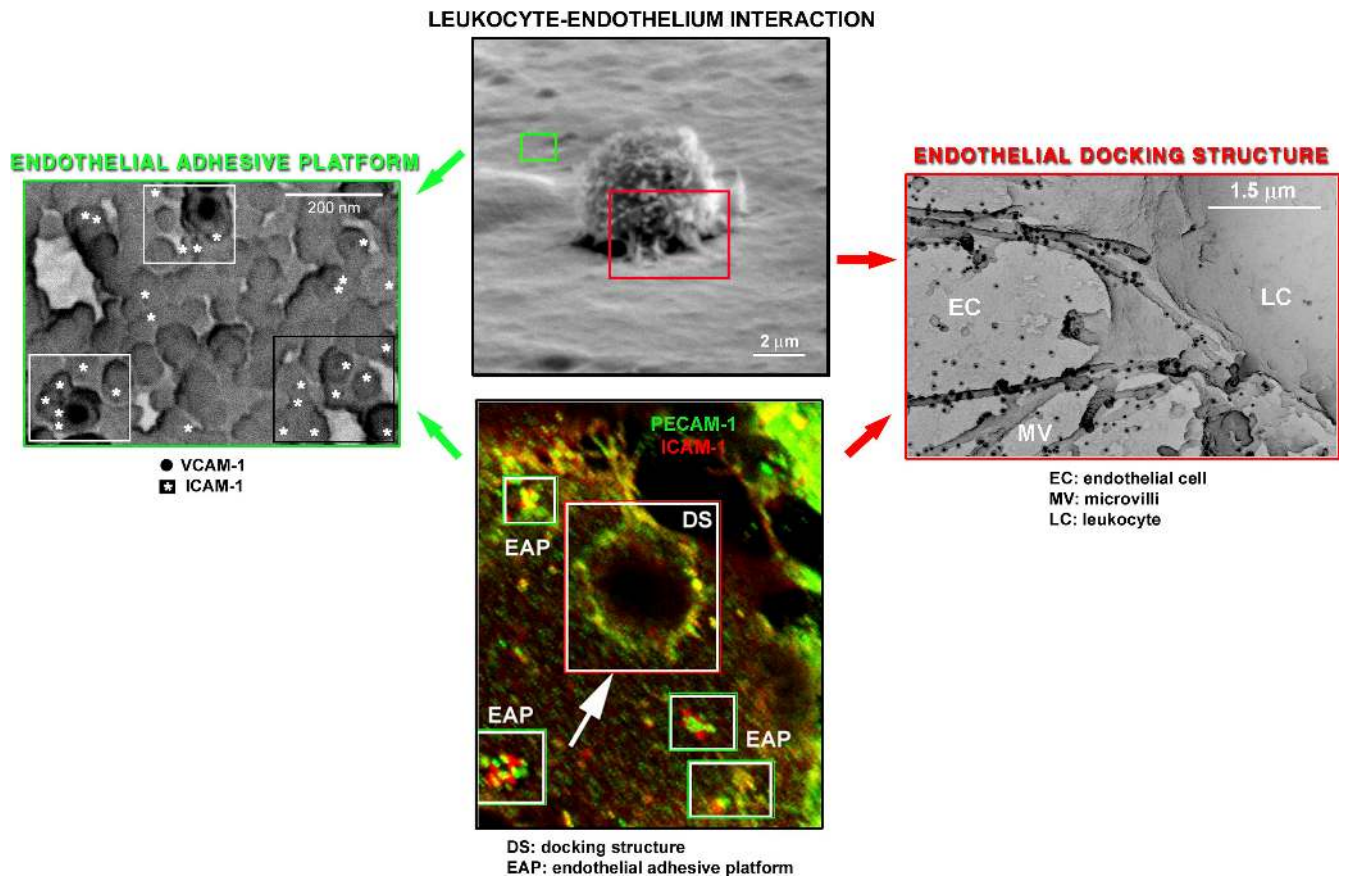 LEUKOCYTE-ENDOTHELIUM INTERACTION
ENDOTHELIAL ADHESIVE PLATFORM
200 nm
● VCAM-1
* ICAM-1
2 μm
ENDOTHELIAL DOCKING STRUCTURE
1.5 μm
EC
LC
MV
EC: endothelial cell
MV: microvilli
LC: leukocyte
PECAM-1
ICAM-1
DS
EAP
EAP
EAP
DS: docking structure
EAP: endothelial adhesive platform